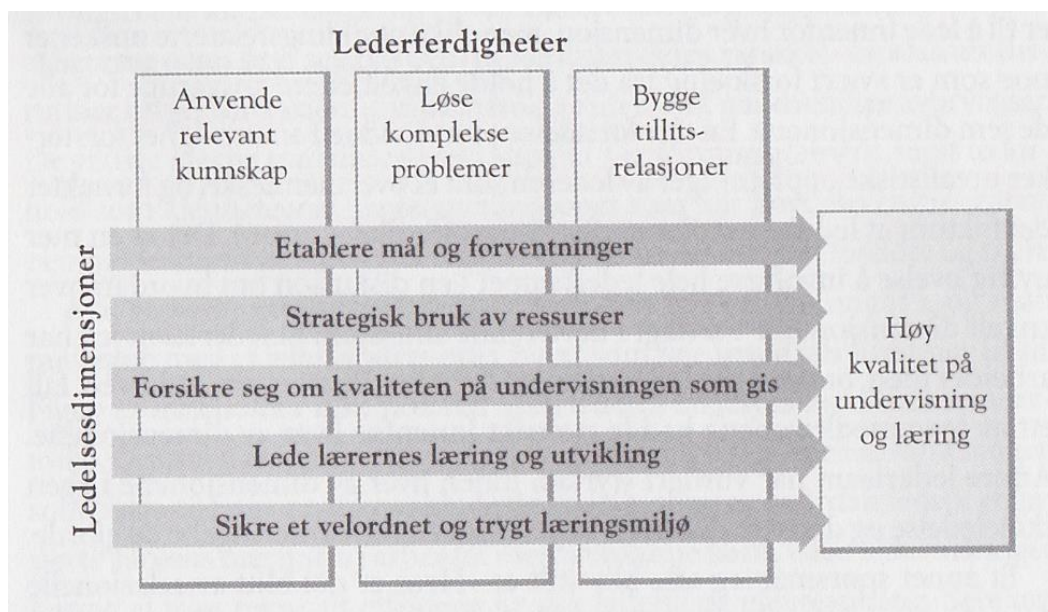 Lederferdigheter
Anvende
relevant
kunnskap
Løse
komplekse
problemer
Bygge
tillits-
relasjoner
Ledelsesdimensjoner
Etablere mål og forventninger
Strategisk bruk av ressurser
Forsikre seg om kvaliteten på undervisningen som gis
Lede lærernes læring og utvikling
Sikre et velordnet og trygt læringsmiljø
Høy
kvalitet på
undervisning
og læring